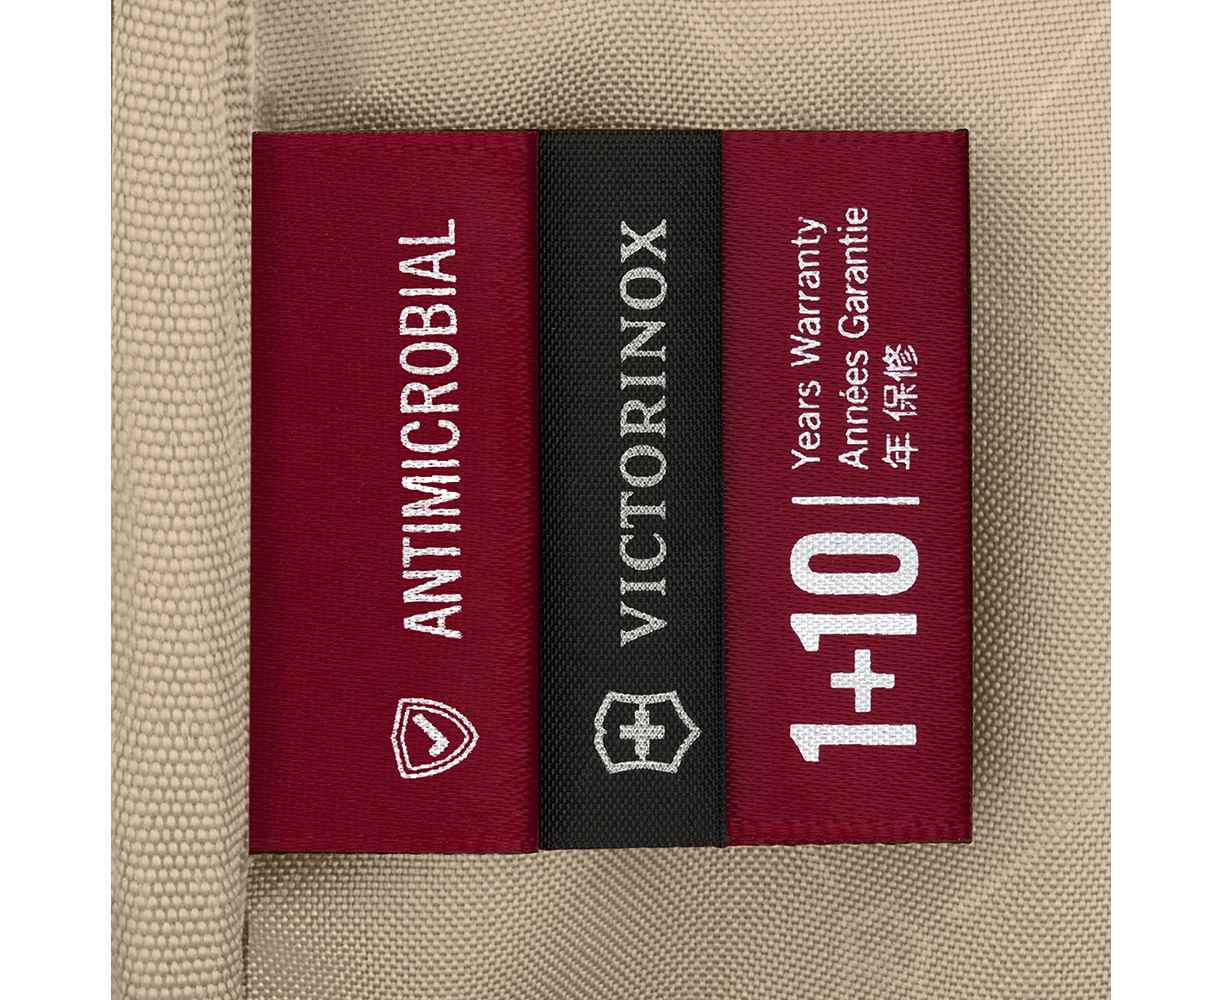 ANTIMICROBIAL
VICTORINOX
1+10
Years Warranty
Années Garantie
年 保修